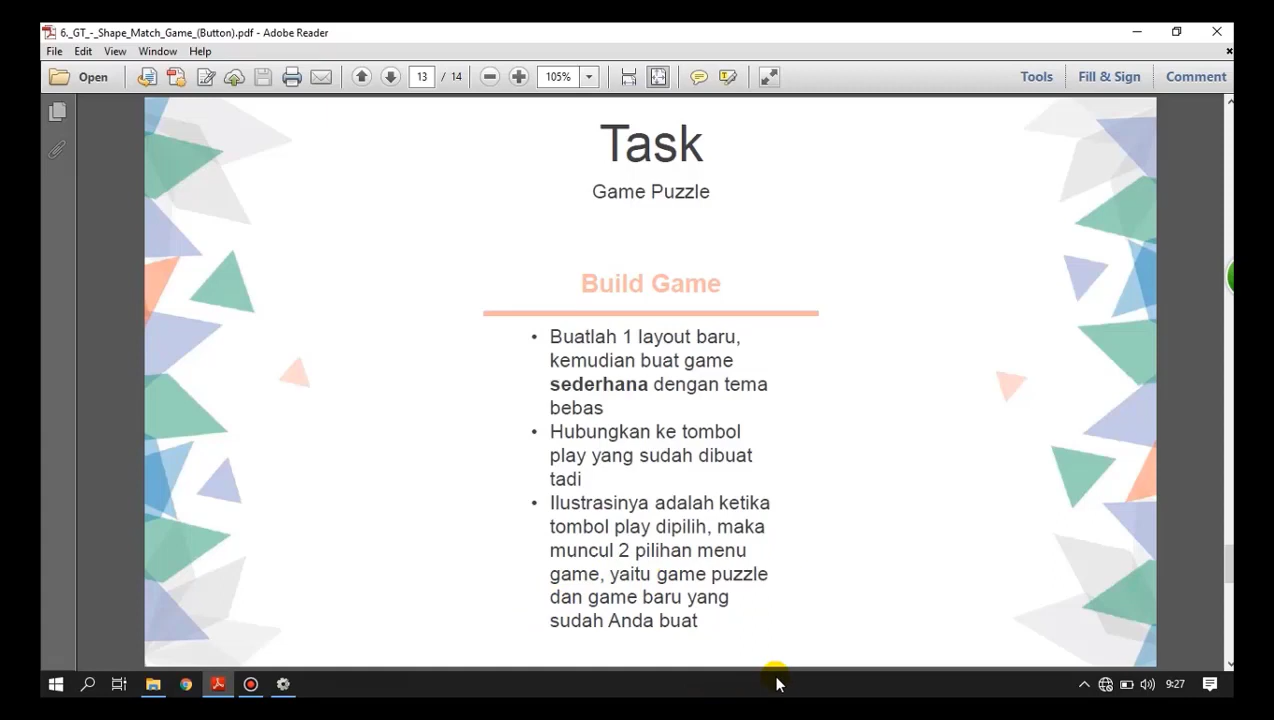 6._GT_-_Shape_Match_Game_(Button).pdf - Adobe Reader
File Edit View Window Help
Open 13 / 14 105% Tools Fill & Sign Comment
Task
Game Puzzle
Build Game
• Buatlah 1 layout baru,
kemudian buat game
sederhana dengan tema
bebas
• Hubungkan ke tombol
play yang sudah dibuat
tadi
• Ilustrasinya adalah ketika
tombol play dipilih, maka
muncul 2 pilihan menu
game, yaitu game puzzle
dan game baru yang
sudah Anda buat
9:27